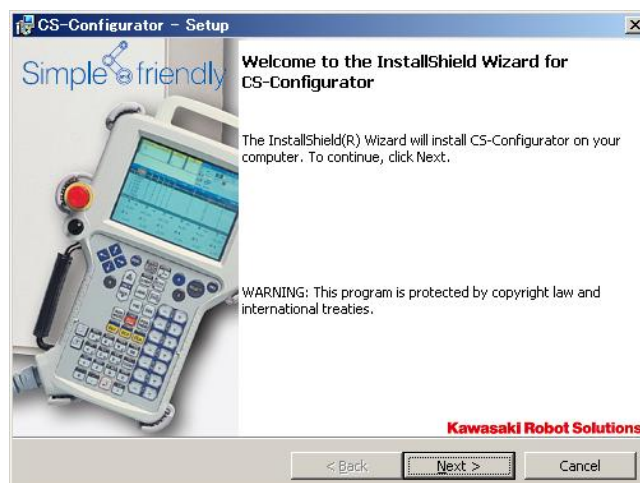 CS-Configurator - Setup
Simple friendly
Welcome to the InstallShield Wizard for
CS-Configurator
The InstallShield(R) Wizard will install CS-Configurator on your
computer. To continue, click Next.
WARNING: This program is protected by copyright law and
international treaties.
Kawasaki Robot Solutions
< Back
Next >
Cancel